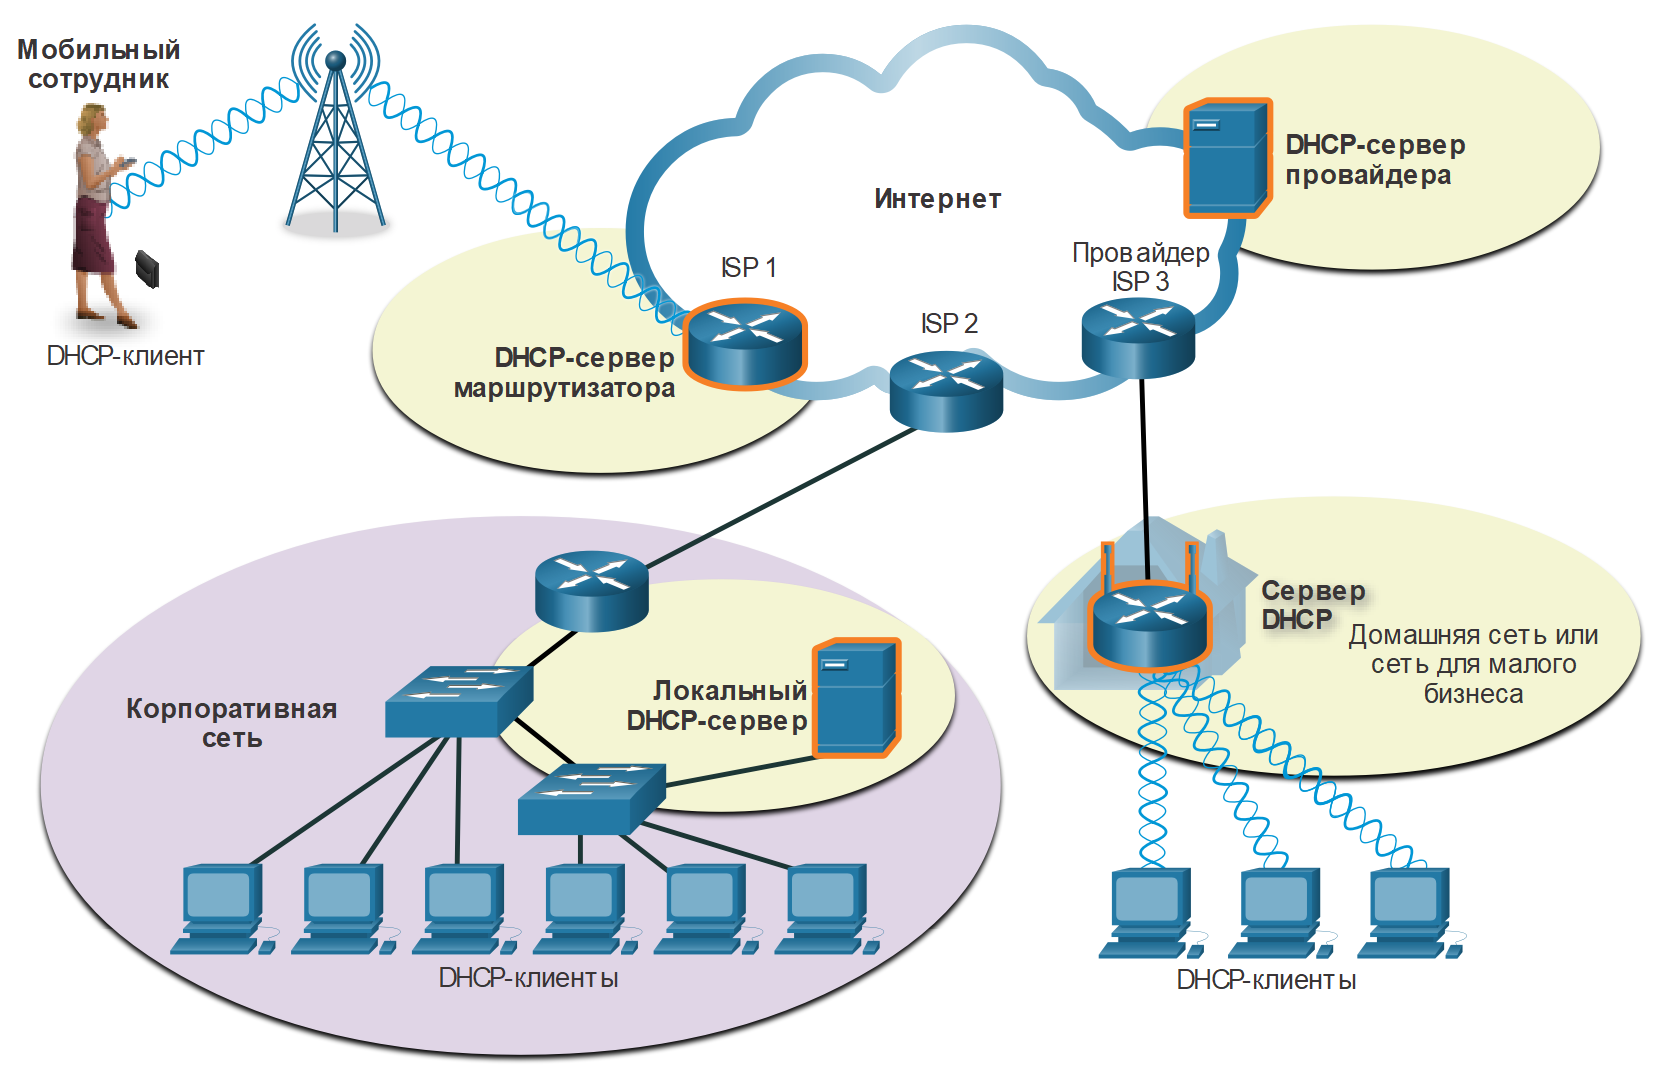 Мобильный
сотрудник
DHCP-клиент
Интернет
DHCP-сервер
провайдера
ISP 1
DHCP-сервер
маршрутизатора
ISP 2
Провайдер
ISP 3
Корпоративная
сеть
Локальный
DHCP-сервер
DHCP-клиенты
Сервер
DHCP
Домашняя сеть или
сеть для малого
бизнеса
DHCP-клиенты